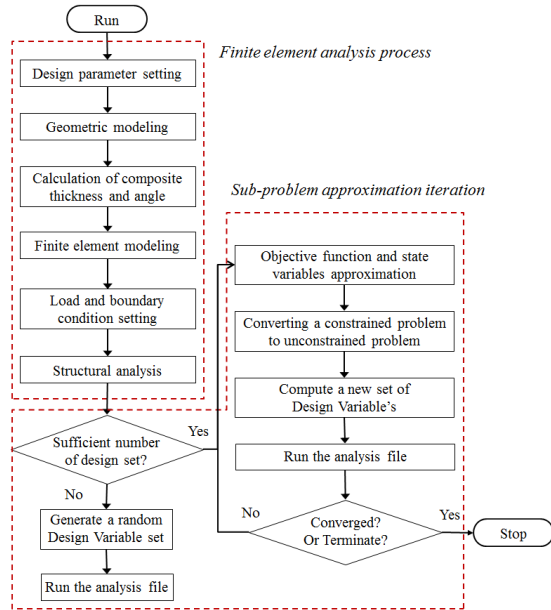 Run
Finite element analysis process
Design parameter setting
Geometric modeling
Calculation of composite
thickness and angle
Finite element modeling
Load and boundary
condition setting
Structural analysis
Sufficient number
of design set?
Yes
No
Generate a random
Design Variable set
Run the analysis file
Sub-problem approximation iteration
Objective function and state
variables approximation
Converting a constrained problem
to unconstrained problem
Compute a new set of
Design Variable's
Run the analysis file
Converged?
Or Terminate?
No
Yes
Stop